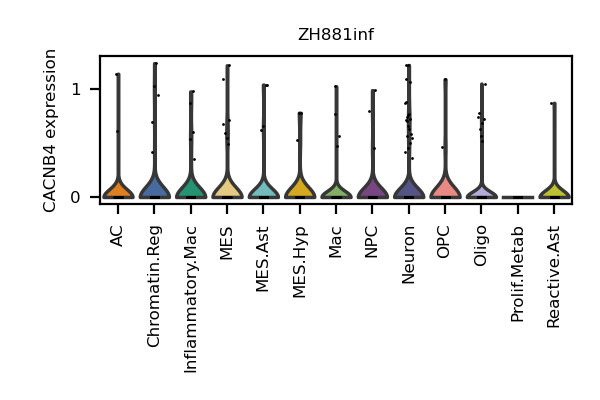 ZH881inf
CACNB4 expression
1
0
AC
Chromatin.Reg
Inflammatory.Mac
MES
MES.Ast
MES.Hyp
Mac
NPC
Neuron
OPC
Oligo
Prolif.Metab
Reactive.Ast